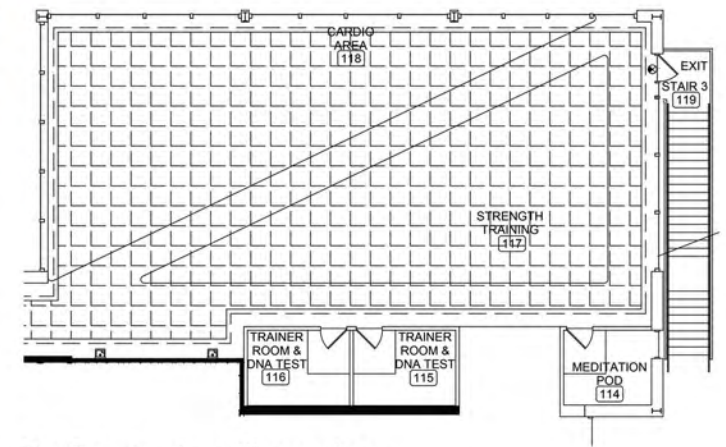 CARDIO
AREA
118
EXIT
STAIR 3
119
STRENGTH
TRAINING
117
TRAINER
ROOM &
DNA TEST
116
TRAINER
ROOM &
DNA TEST
115
MEDITATION
POD
114